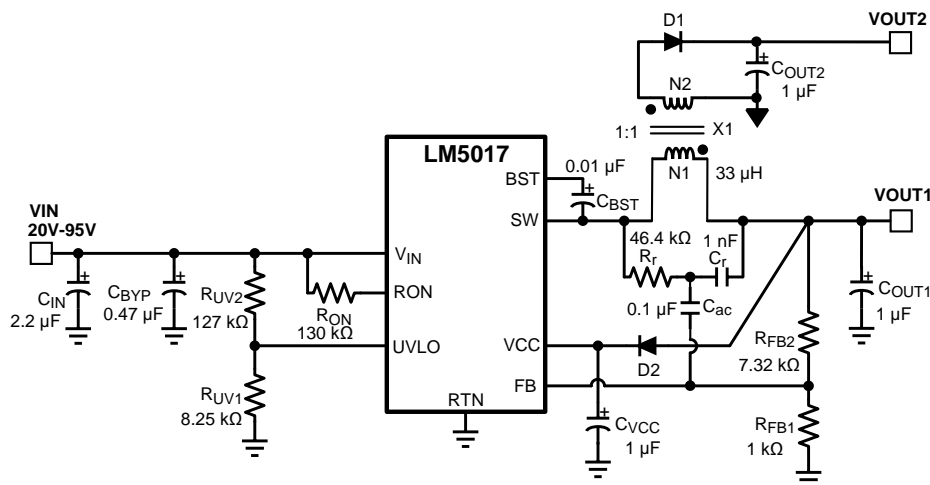 D1
VOUT2
+
COUT2
1 µF
N2
1:1
X1
N1
33 µH
LM5017
0.01 µF
BST
+
CBST
VOUT1
SW
VIN
20V-95V
46.4 kΩ
Rr
1 nF
Cr
VIN
+
CIN
2.2 µF
+
CBYP
0.47 µF
RUV2
127 kΩ
RON
RON
130 kΩ
0.1 µF
Cac
+
COUT1
1 µF
UVLO
VCC
D2
RFB2
7.32 kΩ
FB
RUV1
8.25 kΩ
RTN
+
CVCC
1 µF
RFB1
1 kΩ